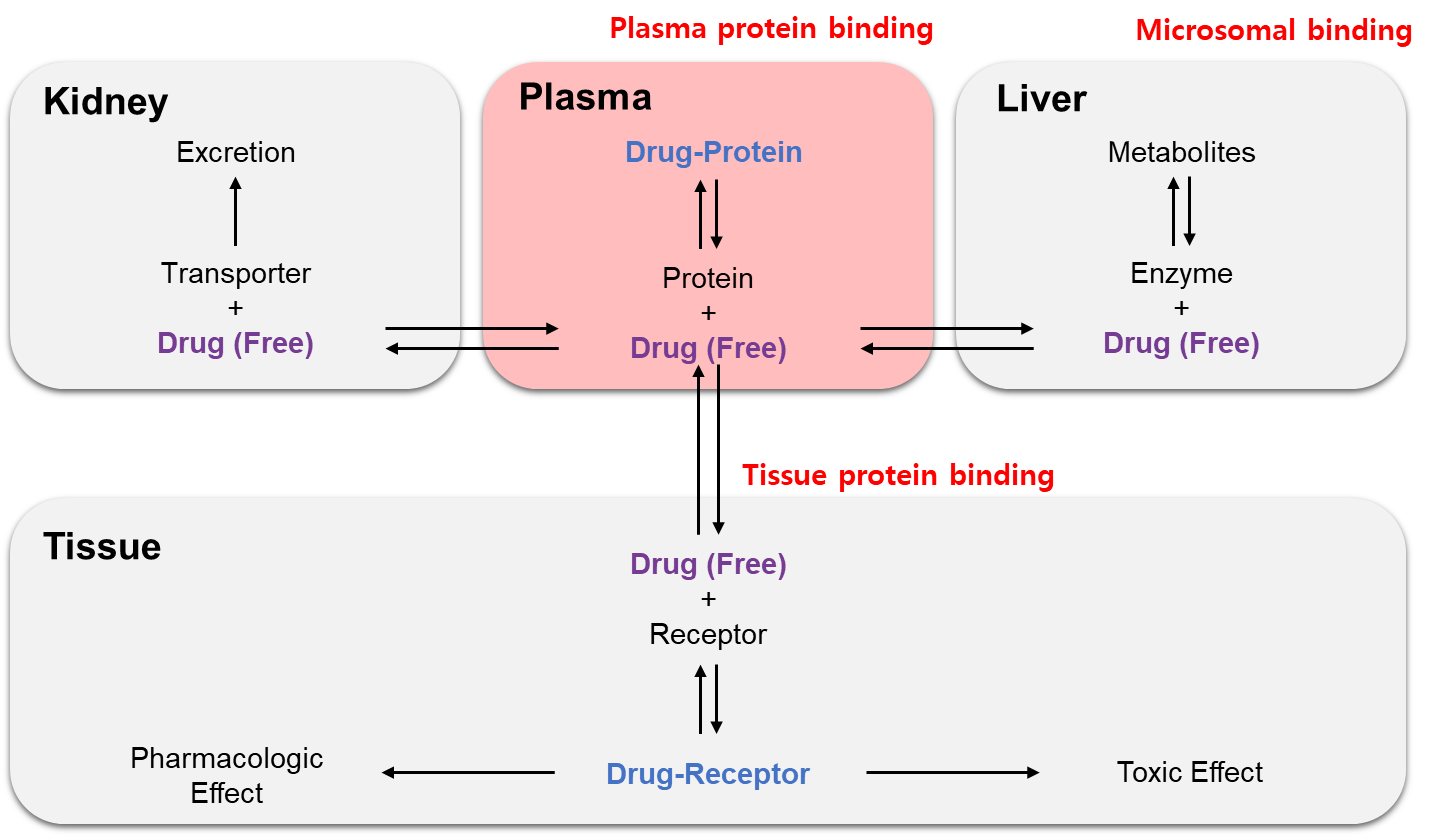 Plasma protein binding
Microsomal binding
Kidney
Excretion
Transporter
+
Drug (Free)
Plasma
Drug-Protein
Protein
+
Drug (Free)
Liver
Metabolites
Enzyme
+
Drug (Free)
Tissue protein binding
Tissue
Drug (Free)
+
Receptor
Drug-Receptor
Pharmacologic
Effect
Toxic Effect